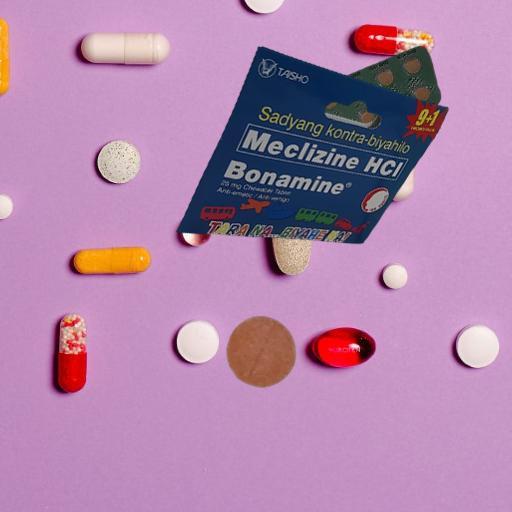 TAISHO
9+1
Sadyang kontra-biyahilo
Meclizine HCl
Bonamine®
25 mg Chewable Tablet
Anti-emetic / Anti-vertigo
TARA NA, BIYAHE NA!